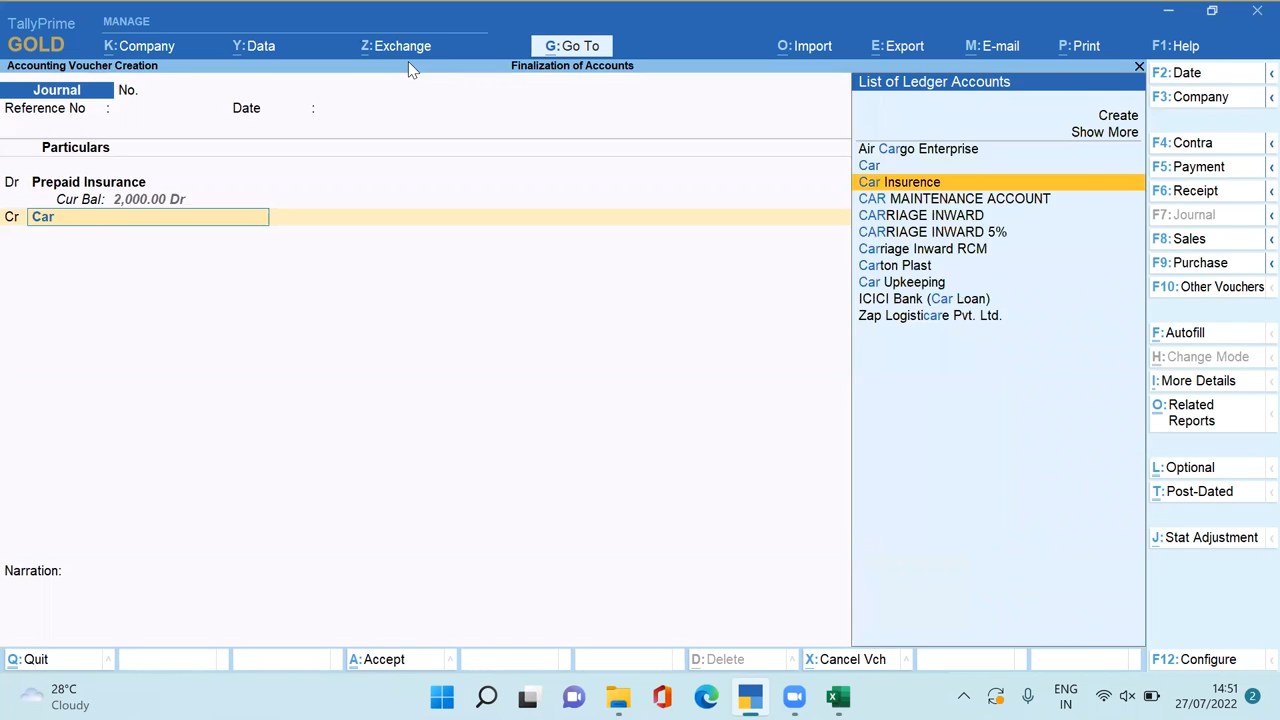 TallyPrime
GOLD
MANAGE
K:Company
Y:Data
Z:Exchange
G:Go To
O:Import
E:Export
M:E-mail
P:Print
F1:Help
Accounting Voucher Creation
Finalization of Accounts
Journal No.
Reference No :
Date :
Particulars
Dr Prepaid Insurance
Cur Bal: 2,000.00 Dr
Cr Car
Narration:
List of Ledger Accounts
Create
Show More
Air Cargo Enterprise
Car
Car Insurence
CAR MAINTENANCE ACCOUNT
CARRIAGE INWARD
CARRIAGE INWARD 5%
Carriage Inward RCM
Carton Plast
Car Upkeeping
ICICI Bank (Car Loan)
Zap Logisticare Pvt. Ltd.
F2:Date
F3:Company
F4:Contra
F5:Payment
F6:Receipt
F7:Journal
F8:Sales
F9:Purchase
F10:Other Vouchers
F:Autofill
H:Change Mode
I:More Details
O:Related
Reports
L:Optional
T:Post-Dated
J:Stat Adjustment
Q:Quit
A:Accept
D:Delete
X:Cancel Vch
F12:Configure
28°C
Cloudy
ENG
IN
14:51
27/07/2022
2